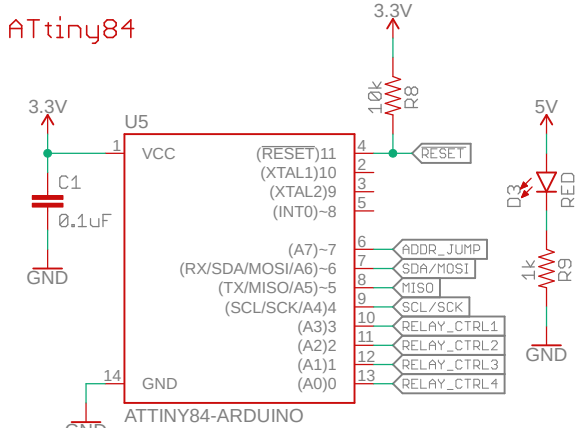 ATtiny84
3.3V
10k
R8
3.3V
U5
5V
1
VCC
(RESET)11
4
RESET
(XTAL1)10
2
(XTAL2)9
3
(INT0)~8
5
C1
0.1uF
D3
RED
GND
(A7)~7
6
ADDR_JUMP
(RX/SDA/MOSI/A6)~6
7
SDA/MOSI
(TX/MISO/A5)~5
8
MISO
(SCL/SCK/A4)4
9
SCL/SCK
(A3)3
10
RELAY_CTRL1
(A2)2
11
RELAY_CTRL2
(A1)1
12
RELAY_CTRL3
(A0)0
13
RELAY_CTRL4
1k
R9
GND
14
GND
GND
ATTINY84-ARDUINO